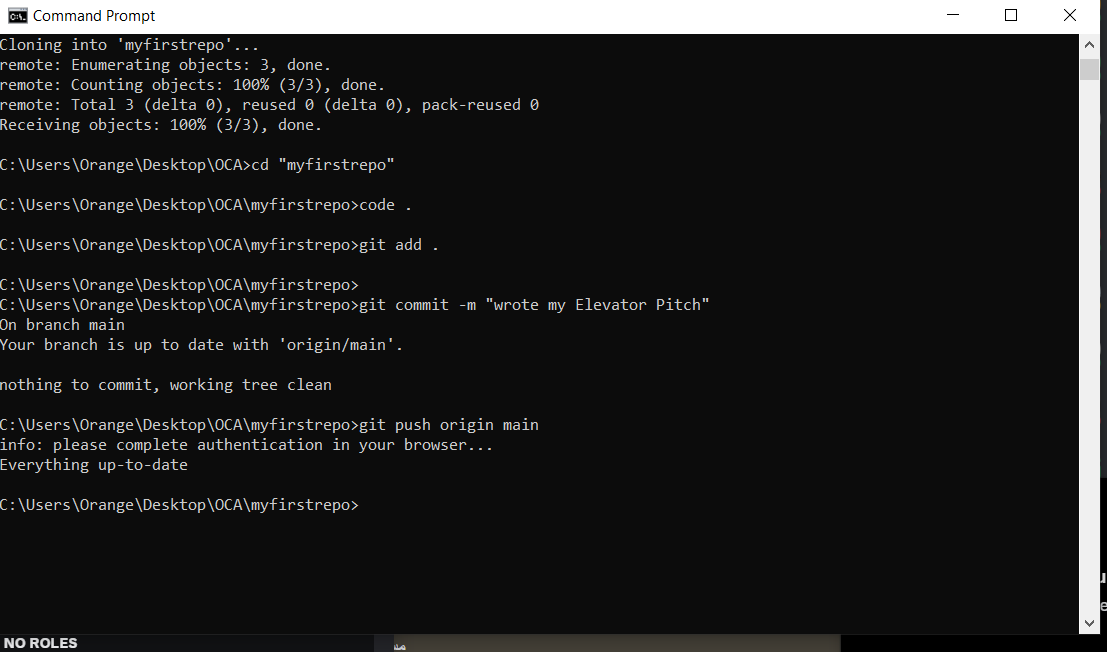 Command Prompt
Cloning into 'myfirstrepo'...
remote: Enumerating objects: 3, done.
remote: Counting objects: 100% (3/3), done.
remote: Total 3 (delta 0), reused 0 (delta 0), pack-reused 0
Receiving objects: 100% (3/3), done.
C:\Users\Orange\Desktop\OCA>cd "myfirstrepo"
C:\Users\Orange\Desktop\OCA\myfirstrepo>code .
C:\Users\Orange\Desktop\OCA\myfirstrepo>git add .
C:\Users\Orange\Desktop\OCA\myfirstrepo>
C:\Users\Orange\Desktop\OCA\myfirstrepo>git commit -m "wrote my Elevator Pitch"
On branch main
Your branch is up to date with 'origin/main'.
nothing to commit, working tree clean
C:\Users\Orange\Desktop\OCA\myfirstrepo>git push origin main
info: please complete authentication in your browser...
Everything up-to-date
C:\Users\Orange\Desktop\OCA\myfirstrepo>
NO ROLES